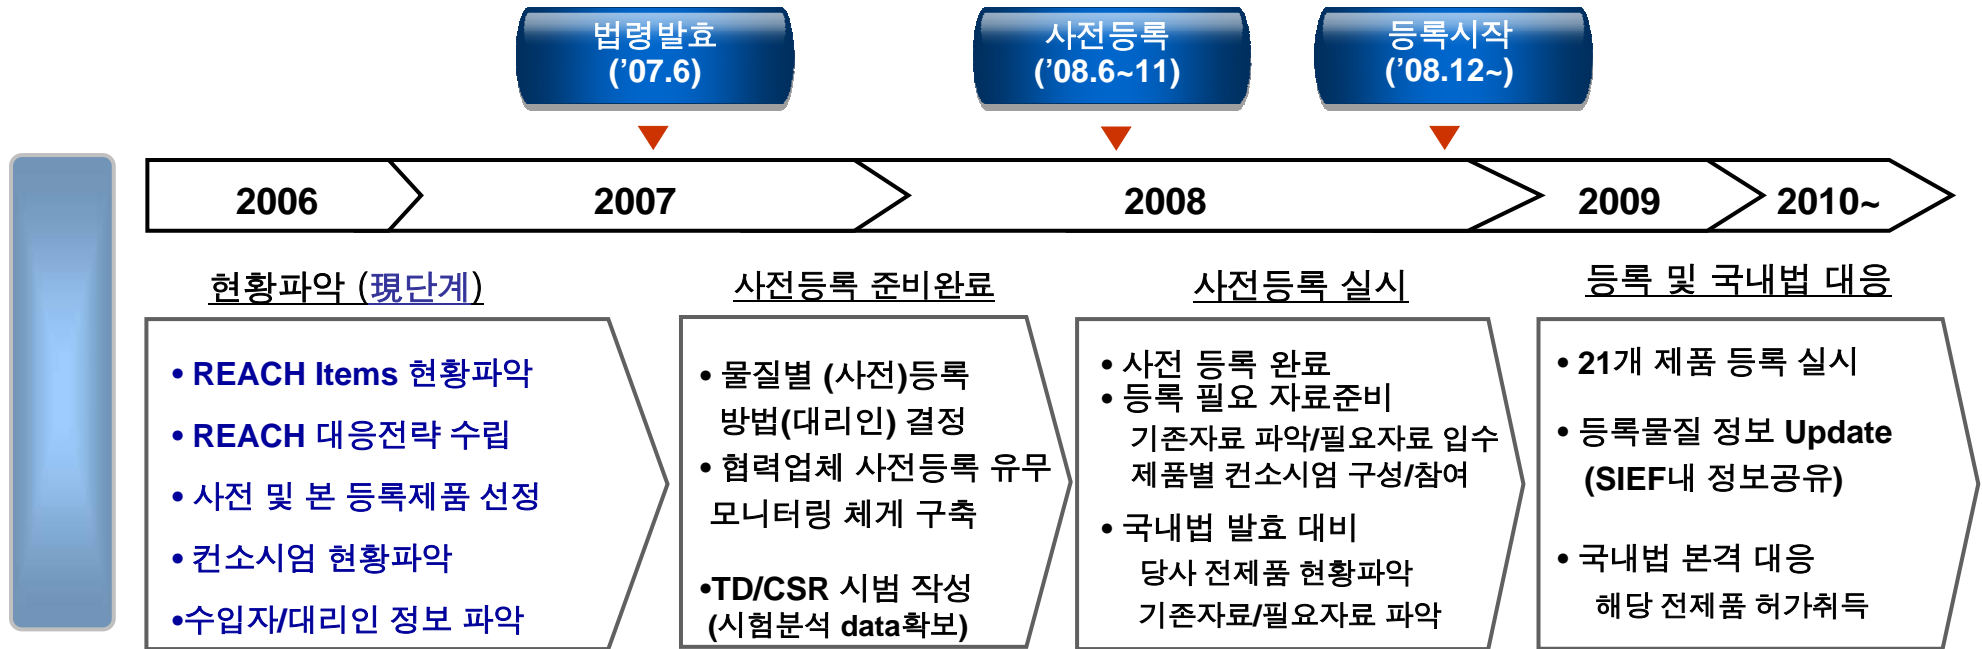 법령발효
(’07.6)
사전등록
(’08.6~11)
등록시작
(’08.12~)
2006
2007
2008
2009
2010~
현황파악 (現단계)
• REACH Items 현황파악
• REACH 대응전략 수립
• 사전 및 본 등록제품 선정
• 컨소시엄 현황파악
•수입자/대리인 정보 파악
사전등록 준비완료
• 물질별 (사전)등록
방법(대리인) 결정
• 협력업체 사전등록 유무
모니터링 체게 구축
•TD/CSR 시범 작성
(시험분석 data확보)
사전등록 실시
• 사전 등록 완료
• 등록 필요 자료준비
기존자료 파악/필요자료 입수
제품별 컨소시엄 구성/참여
• 국내법 발효 대비
당사 전제품 현황파악
기존자료/필요자료 파악
등록 및 국내법 대응
• 21개 제품 등록 실시
• 등록물질 정보 Update
(SIEF내 정보공유)
• 국내법 본격 대응
해당 전제품 허가취득